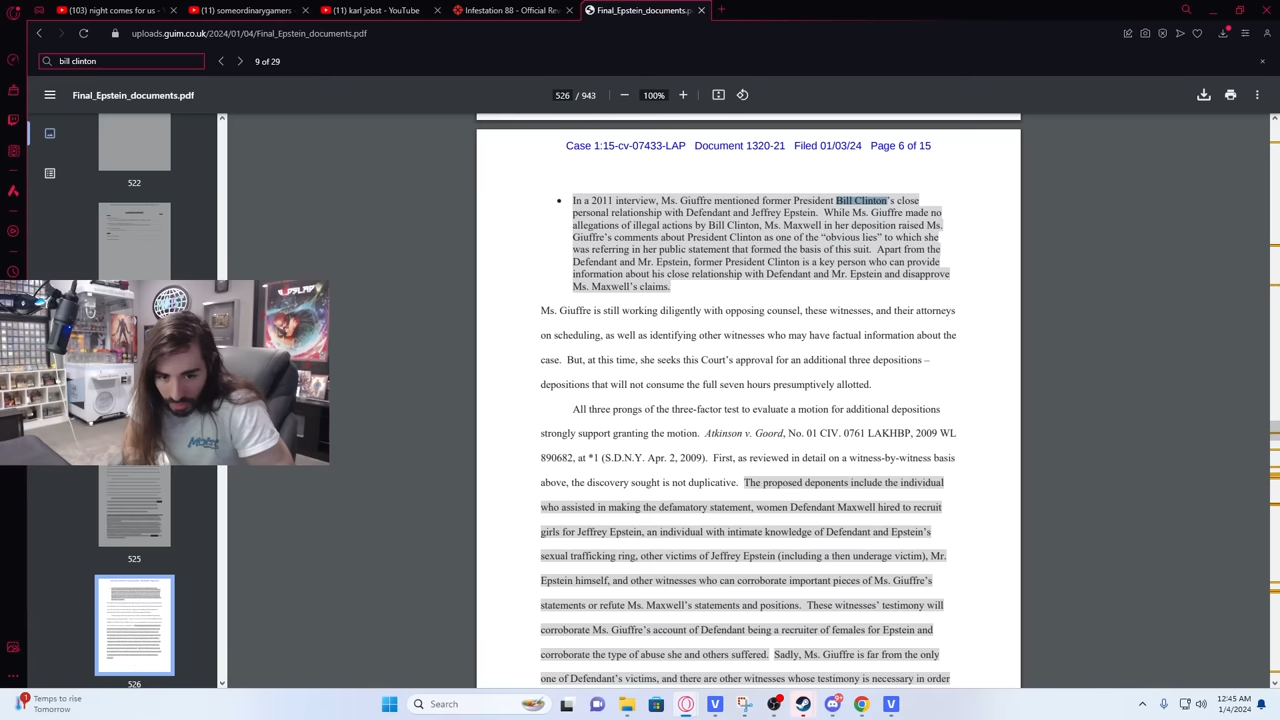 (103) night comes for us -
(11) someordinarygamers -
(11) karl jobst - YouTube
Infestation 88 - Official Rev
Final_Epstein_documents.p
uploads.guim.co.uk/2024/01/04/Final_Epstein_documents.pdf
bill clinton
9 of 29
Final_Epstein_documents.pdf
526 / 943
100%
522
525
526
Case 1:15-cv-07433-LAP Document 1320-21 Filed 01/03/24 Page 6 of 15
• In a 2011 interview, Ms. Giuffre mentioned former President Bill Clinton’s close
personal relationship with Defendant and Jeffrey Epstein. While Ms. Giuffre made no
allegations of illegal actions by Bill Clinton, Ms. Maxwell in her deposition raised Ms.
Giuffre’s comments about President Clinton as one of the “obvious lies” to which she
was referring in her public statement that formed the basis of this suit. Apart from the
Defendant and Mr. Epstein, former President Clinton is a key person who can provide
information about his close relationship with Defendant and Mr. Epstein and disapprove
Ms. Maxwell’s claims.
Ms. Giuffre is still working diligently with opposing counsel, these witnesses, and their attorneys
on scheduling, as well as identifying other witnesses who may have factual information about the
case. But, at this time, she seeks this Court’s approval for an additional three depositions –
depositions that will not consume the full seven hours presumptively allotted.
All three prongs of the three-factor test to evaluate a motion for additional depositions
strongly support granting the motion. Atkinson v. Goord, No. 01 CIV. 0761 LAKHBP, 2009 WL
890682, at *1 (S.D.N.Y. Apr. 2, 2009). First, as reviewed in detail on a witness-by-witness basis
above, the discovery sought is not duplicative. The proposed deponents include the individual
who assisted in making the defamatory statement, women Defendant Maxwell hired to recruit
girls for Jeffrey Epstein, an individual with intimate knowledge of Defendant and Epstein’s
sexual trafficking ring, other victims of Jeffrey Epstein (including a then underage victim), Mr.
Epstein himself, and other witnesses who can corroborate important pieces of Ms. Giuffre’s
statements or refute Ms. Maxwell’s statements and positions. These witnesses’ testimony will
corroborate Ms. Giuffre’s account of Defendant being a recruiter of females for Epstein and
corroborate the type of abuse she and others suffered. Sadly, Ms. Giuffre is far from the only
one of Defendant’s victims, and there are other witnesses whose testimony is necessary in order
Temps to rise
Tomorrow
Search
12:45 AM
1/4/2024